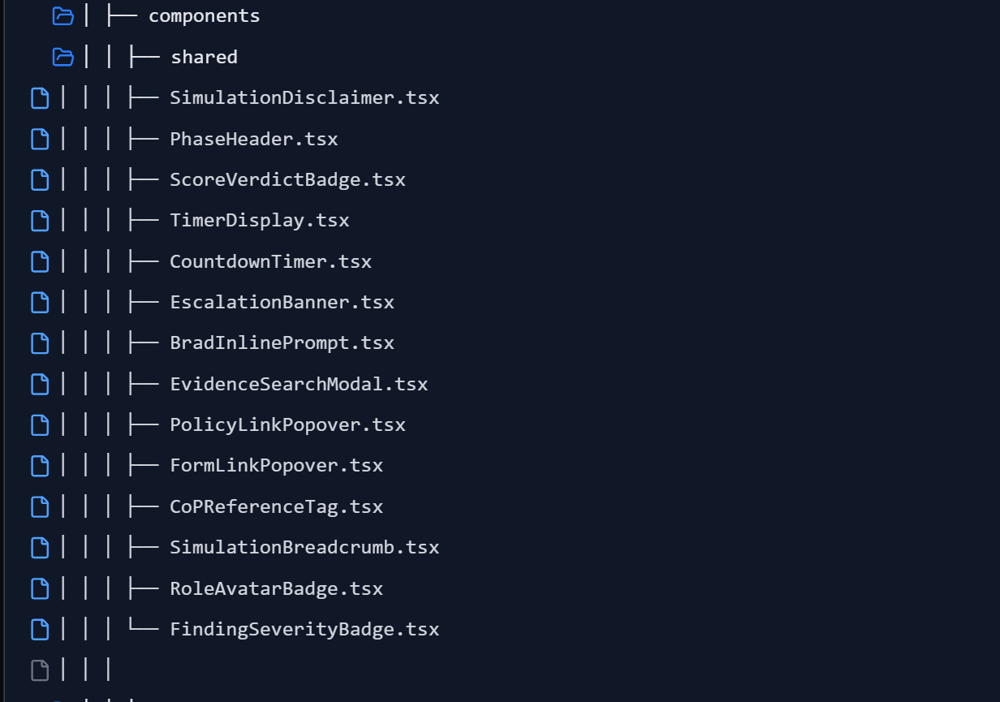 │ ├── components
│ │ ├── shared
│ │ │ ├── SimulationDisclaimer.tsx
│ │ │ ├── PhaseHeader.tsx
│ │ │ ├── ScoreVerdictBadge.tsx
│ │ │ ├── TimerDisplay.tsx
│ │ │ ├── CountdownTimer.tsx
│ │ │ ├── EscalationBanner.tsx
│ │ │ ├── BradInlinePrompt.tsx
│ │ │ ├── EvidenceSearchModal.tsx
│ │ │ ├── PolicyLinkPopover.tsx
│ │ │ ├── FormLinkPopover.tsx
│ │ │ ├── CoPReferenceTag.tsx
│ │ │ ├── SimulationBreadcrumb.tsx
│ │ │ ├── RoleAvatarBadge.tsx
│ │ │ └── FindingSeverityBadge.tsx
│ │ │